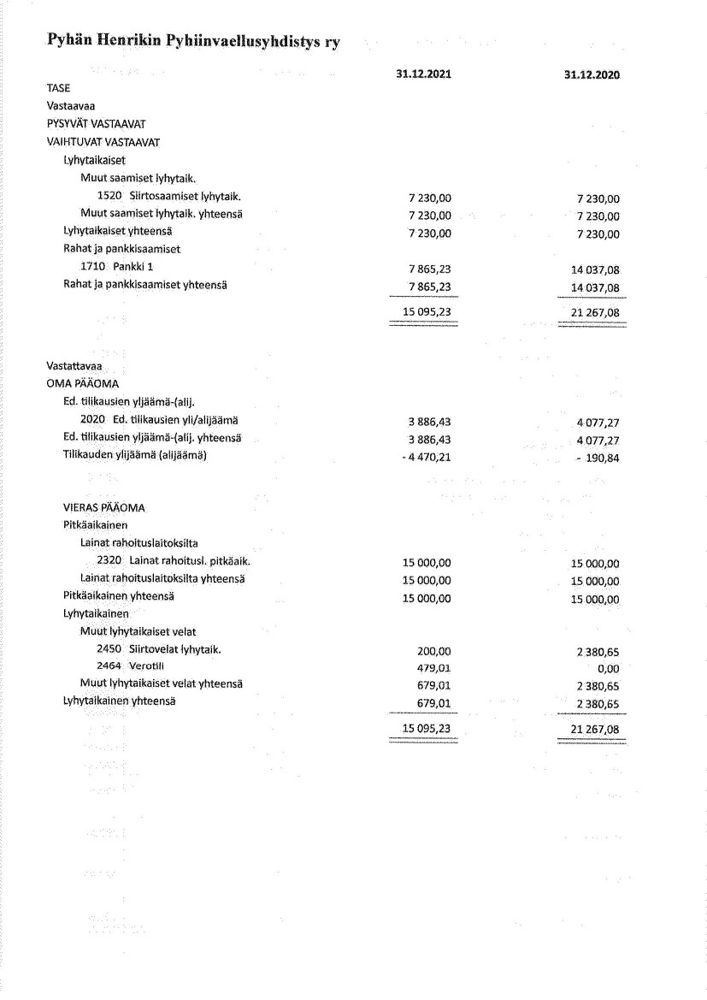 Pyhän Henrikin Pyhiinvaellusyhdistys ry
31.12.2021 31.12.2020
TASE
Vastaavaa
PYSYVÄT VASTAAVAT
VAIHTUVAT VASTAAVAT
Lyhytaikaiset
Muut saamiset lyhytaik.
1520 Siirtosaamiset lyhytaik. 7 230,00 7 230,00
Muut saamiset lyhytaik. yhteensä 7 230,00 7 230,00
Lyhytaikaiset yhteensä 7 230,00 7 230,00
Rahat ja pankkisaamiset
1710 Pankki 1 7 865,23 14 037,08
Rahat ja pankkisaamiset yhteensä 7 865,23 14 037,08
15 095,23 21 267,08
Vastattavaa
OMA PÄÄOMA
Ed. tilikausien yljäämä-(alij.
2020 Ed. tilikausien yli/alijäämä 3 886,43 4 077,27
Ed. tilikausien yljäämä-(alij. yhteensä 3 886,43 4 077,27
Tilikauden ylijäämä (alijäämä) - 4 470,21 - 190,84
VIERAS PÄÄOMA
Pitkäaikainen
Lainat rahoituslaitoksilta
2320 Lainat rahoitusl. pitkäaik. 15 000,00 15 000,00
Lainat rahoituslaitoksilta yhteensä 15 000,00 15 000,00
Pitkäaikainen yhteensä 15 000,00 15 000,00
Lyhytaikainen
Muut lyhytaikaiset velat
2450 Siirtovelat lyhytaik. 200,00 2 380,65
2464 Verotili 479,01 0,00
Muut lyhytaikaiset velat yhteensä 679,01 2 380,65
Lyhytaikainen yhteensä 679,01 2 380,65
15 095,23 21 267,08